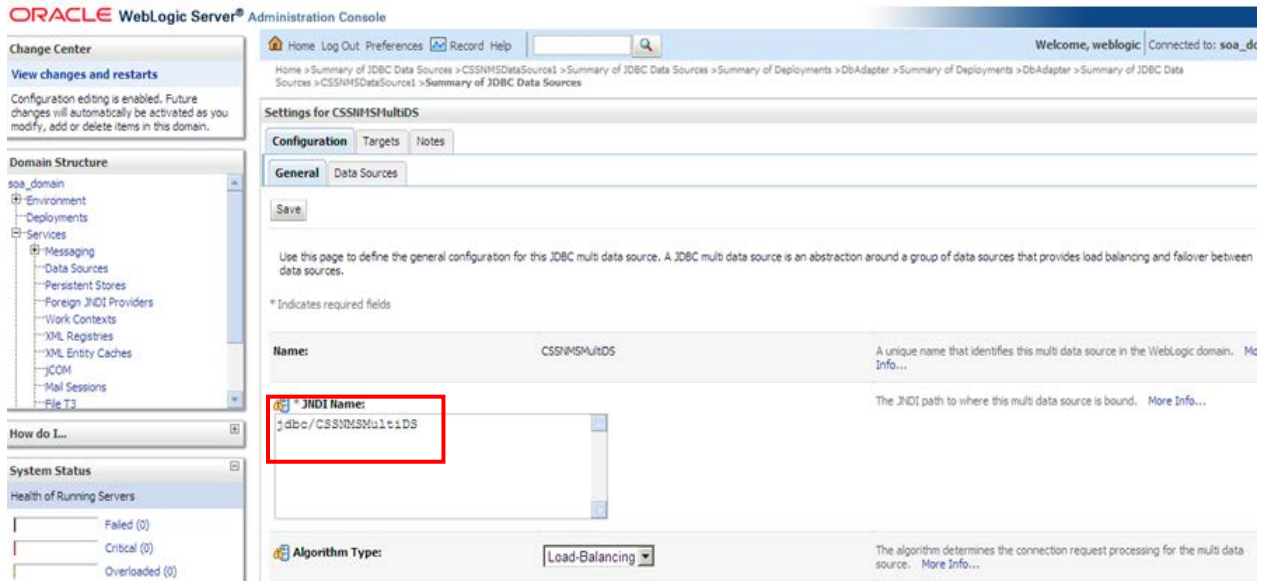 ORACLE WebLogic Server® Administration Console
Change Center
View changes and restarts
Configuration editing is enabled. Future
changes will automatically be activated as you
modify, add or delete items in this domain.
Domain Structure
soa_domain
Environment
Deployments
Services
Messaging
Data Sources
Persistent Stores
Foreign JNDI Providers
Work Contexts
XML Registries
XML Entity Caches
jCOM
Mail Sessions
File T3
How do I...
System Status
Health of Running Servers
Failed (0)
Critical (0)
Overloaded (0)
Home Log Out Preferences Record Help
Welcome, weblogic Connected to: soa_do
Home >Summary of JDBC Data Sources >CSSNMSDataSource1 >Summary of JDBC Data Sources >Summary of Deployments >DbAdapter >Summary of Deployments >DbAdapter >Summary of JDBC Data
Sources >CSSNMSDataSource1 >Summary of JDBC Data Sources
Settings for CSSNMSMultiDS
Configuration Targets Notes
General Data Sources
Save
Use this page to define the general configuration for this JDBC multi data source. A JDBC multi data source is an abstraction around a group of data sources that provides load balancing and failover between
data sources.
* Indicates required fields
Name: CSSNMSMultiDS A unique name that identifies this multi data source in the WebLogic domain. Mo
Info...
* JNDI Name: The JNDI path to where this multi data source is bound. More Info...
jdbc/CSSNMSMultiDS
Algorithm Type: Load-Balancing The algorithm determines the connection request processing for the multi data
source. More Info...